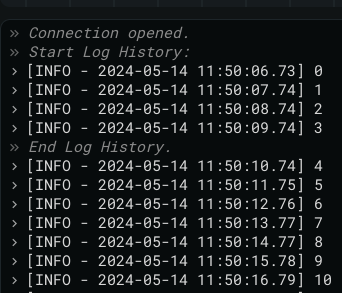 » Connection opened.
» Start Log History:
> [INFO - 2024-05-14 11:50:06.73] 0
> [INFO - 2024-05-14 11:50:07.74] 1
> [INFO - 2024-05-14 11:50:08.74] 2
> [INFO - 2024-05-14 11:50:09.74] 3
» End Log History.
> [INFO - 2024-05-14 11:50:10.74] 4
> [INFO - 2024-05-14 11:50:11.75] 5
> [INFO - 2024-05-14 11:50:12.76] 6
> [INFO - 2024-05-14 11:50:13.77] 7
> [INFO - 2024-05-14 11:50:14.77] 8
> [INFO - 2024-05-14 11:50:15.78] 9
> [INFO - 2024-05-14 11:50:16.79] 10